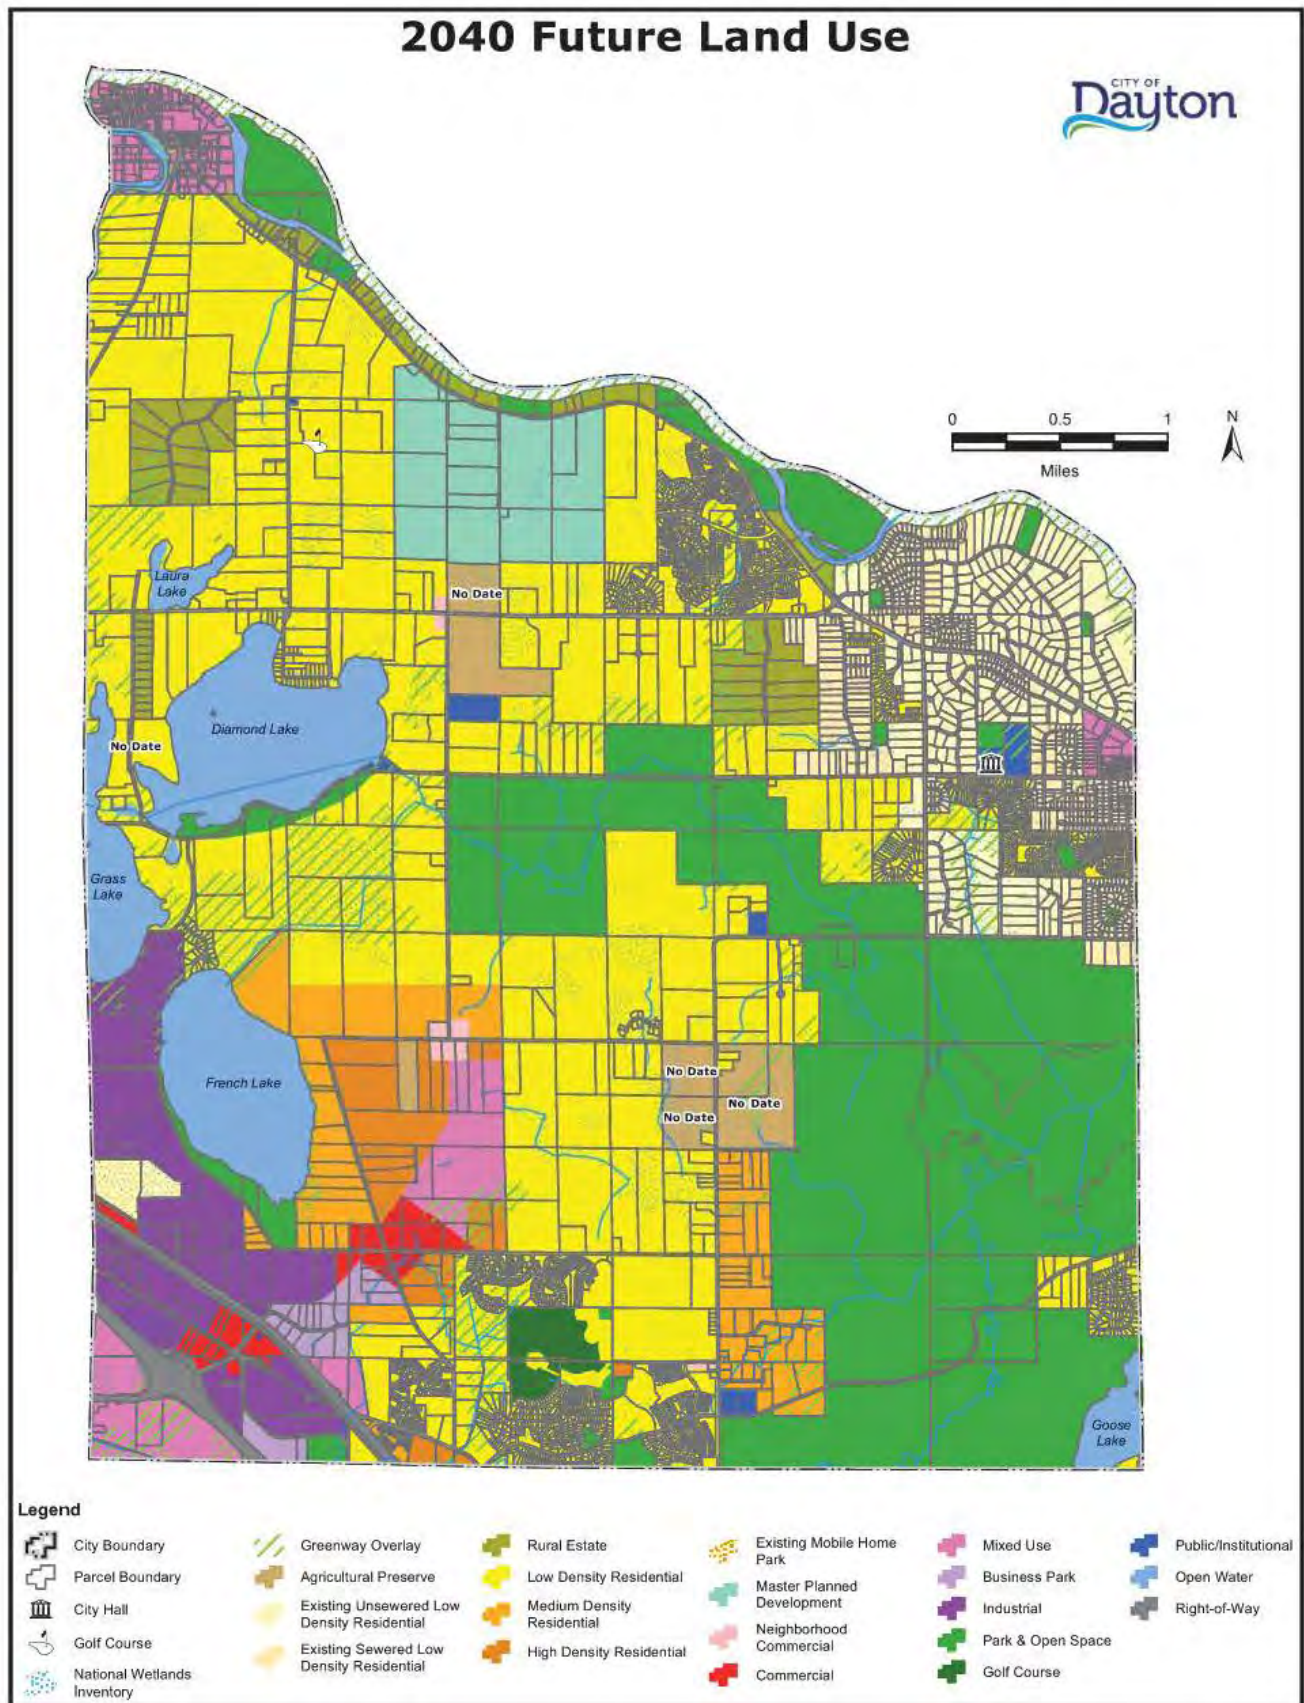 2040 Future Land Use
CITY OF
Dayton
0 0.5 1
Miles
N
Laura
Lake
No Date
Diamond Lake
No Date
Grass
Lake
French Lake
No Date
No Date
No Date
Goose
Lake
Legend
City Boundary
Parcel Boundary
City Hall
Golf Course
National Wetlands
Inventory
Greenway Overlay
Agricultural Preserve
Existing Unsewered Low
Density Residential
Existing Sewered Low
Density Residential
Rural Estate
Low Density Residential
Medium Density
Residential
High Density Residential
Existing Mobile Home
Park
Master Planned
Development
Neighborhood
Commercial
Commercial
Mixed Use
Business Park
Industrial
Park & Open Space
Golf Course
Public/Institutional
Open Water
Right-of-Way